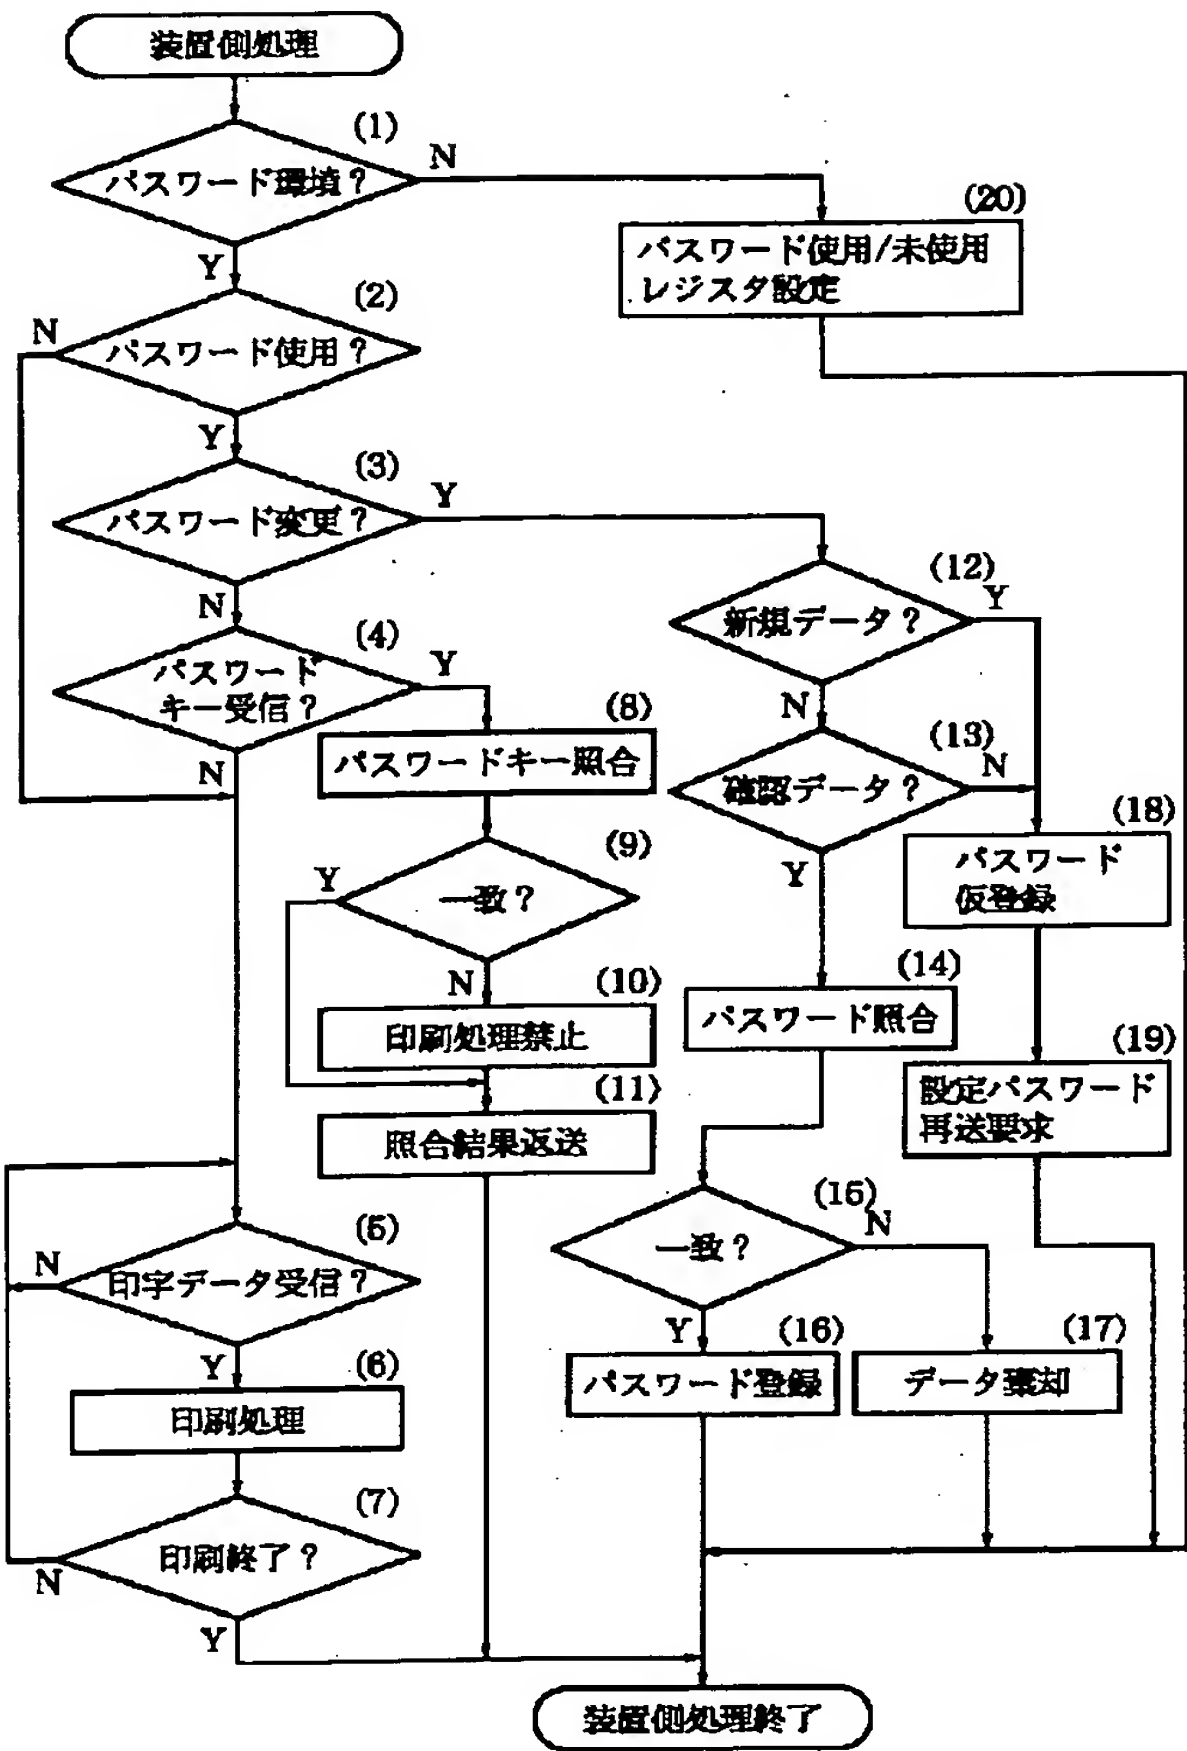 装置側処理
(1)
パスワード環境?
N
Y
(20)
パスワード使用/未使用
レジスタ設定
(2)
N
パスワード使用?
Y
(3)
パスワード変更?
Y
N
(12)
新規データ?
Y
N
(4)
パスワード
キー受信?
Y
N
(8)
パスワードキー照合
(13)
確認データ?
N
Y
(9)
Y
一致?
N
(18)
パスワード
仮登録
(10)
印刷処理禁止
(14)
パスワード照合
(11)
照合結果返送
(19)
設定パスワード
再送要求
(15)
一致?
N
Y
(5)
N
印字データ受信?
Y
(16)
パスワード登録
(17)
データ棄却
(6)
印刷処理
(7)
印刷終了?
N
Y
装置側処理終了